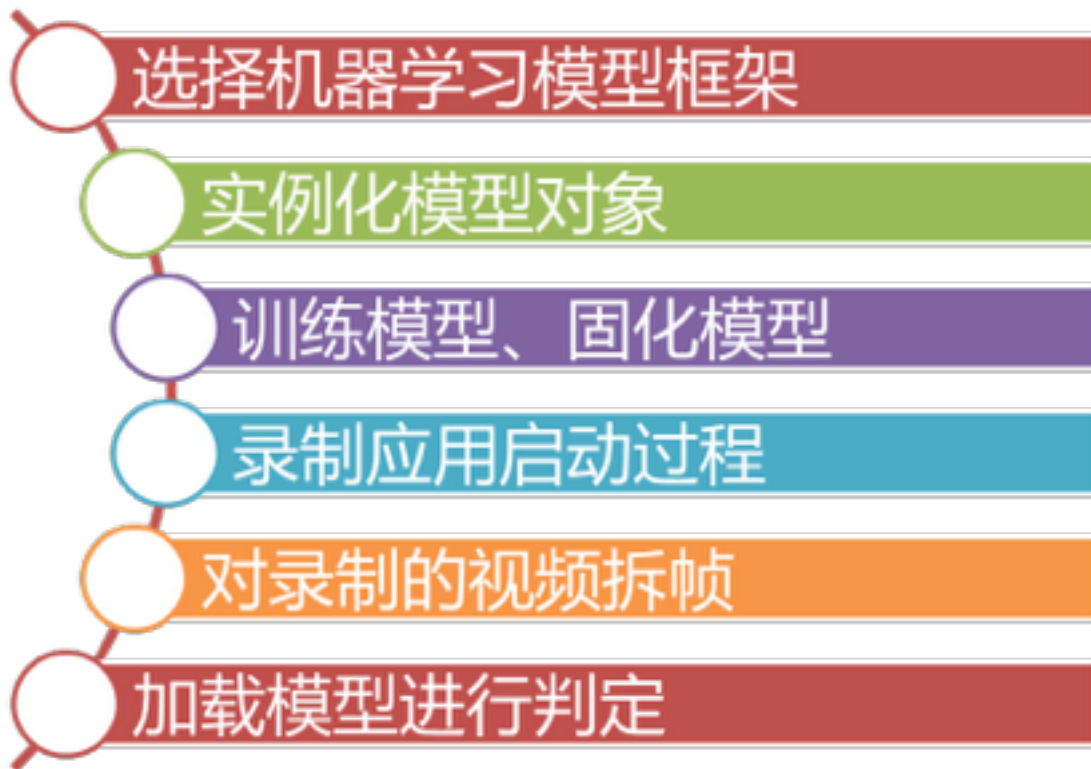 选择机器学习模型框架
实例化模型对象
训练模型、固化模型
录制应用启动过程
对录制的视频拆帧
加载模型进行判定